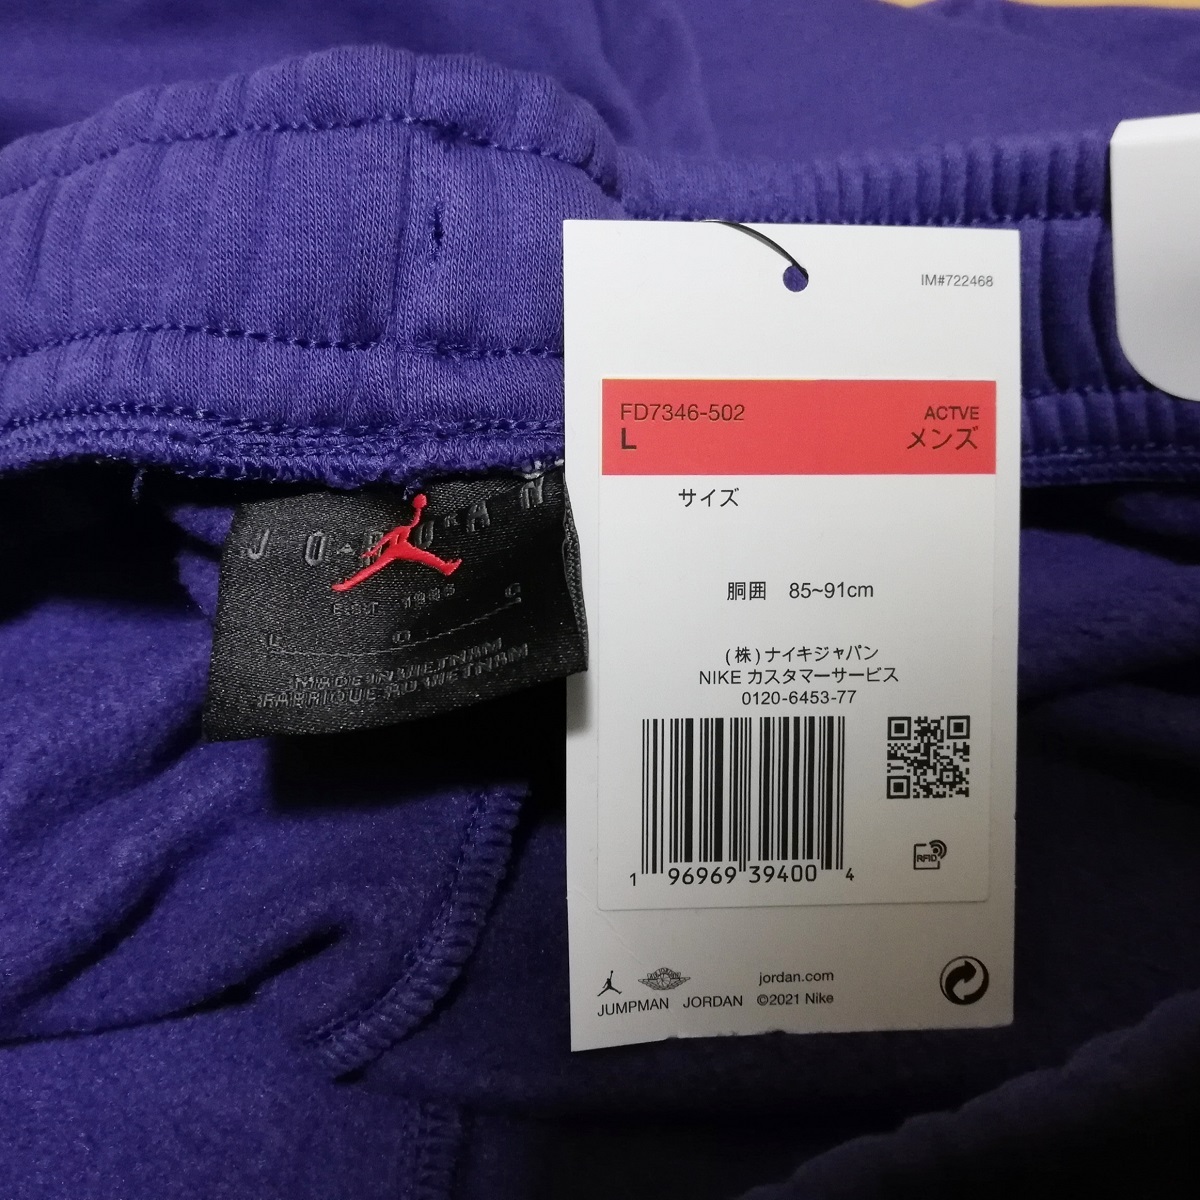 IM#722468
FD7346-502 ACTVE
L メンズ
サイズ
胴囲 85~91cm
(株)ナイキジャパン
NIKE カスタマーサービス
0120-6453-77
RFID
1 96969 39400 4
jordan.com
JUMPMAN JORDAN ©2021 Nike
JORDAN
EST 1985
L G G
MADE IN VIETNAM
FABRIQUE AU VIETNAM